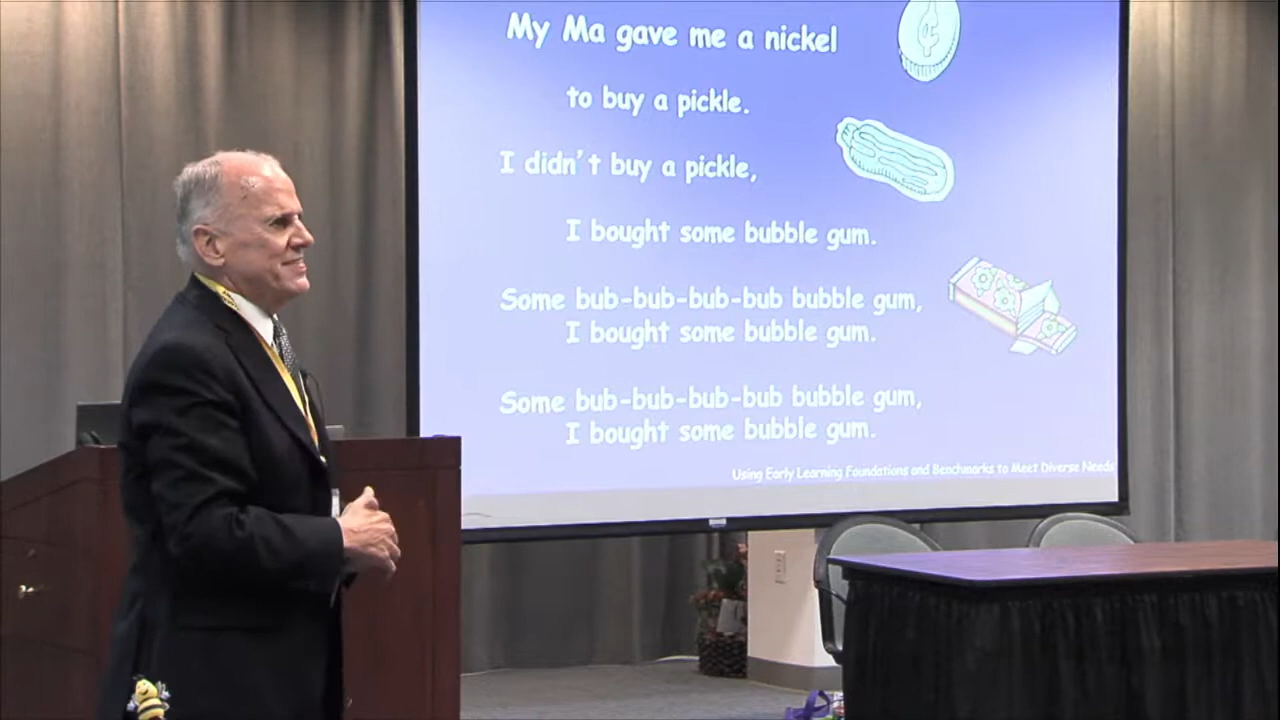 My Ma gave me a nickel
to buy a pickle.
I didn't buy a pickle,
I bought some bubble gum.
Some bub-bub-bub-bub bubble gum,
I bought some bubble gum.
Some bub-bub-bub-bub bubble gum,
I bought some bubble gum.
Using Early Learning Foundations and Benchmarks to Meet Diverse Needs